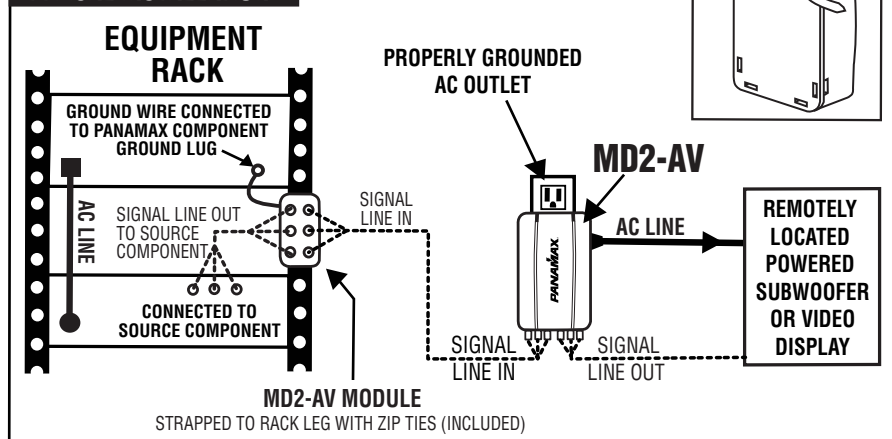 EQUIPMENT
RACK
GROUND WIRE CONNECTED
TO PANAMAX COMPONENT
GROUND LUG
AC LINE
SIGNAL LINE OUT
TO SOURCE
COMPONENT
CONNECTED TO
SOURCE COMPONENT
SIGNAL
LINE IN
MD2-AV MODULE
STRAPPED TO RACK LEG WITH ZIP TIES (INCLUDED)
PROPERLY GROUNDED
AC OUTLET
MD2-AV
PANAMAX
AC LINE
SIGNAL
LINE IN
SIGNAL
LINE OUT
REMOTELY
LOCATED
POWERED
SUBWOOFER
OR VIDEO
DISPLAY